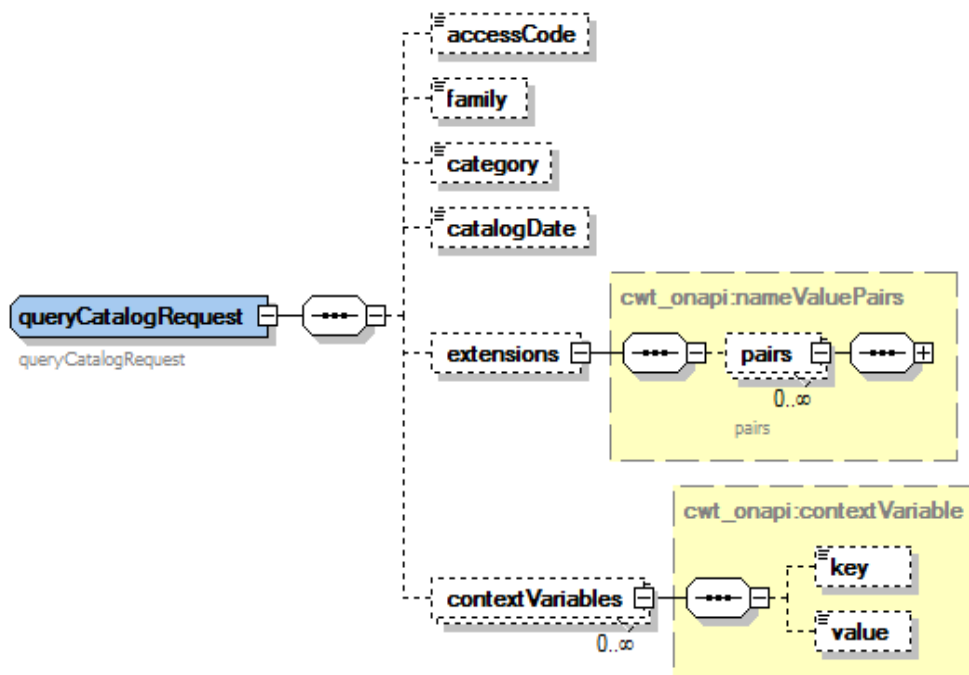 accessCode
family
category
catalogDate
queryCatalogRequest
queryCatalogRequest
cwt_onapi:nameValuePairs
extensions
pairs
0..∞
pairs
cwt_onapi:contextVariable
key
contextVariables
0..∞
value